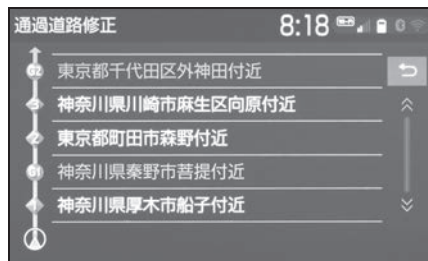 通過道路修正 8:18
G2 東京都千代田区外神田付近
3 神奈川県川崎市麻生区向原付近
2 東京都町田市森野付近
G1 神奈川県秦野市菩提付近
1 神奈川県厚木市船子付近